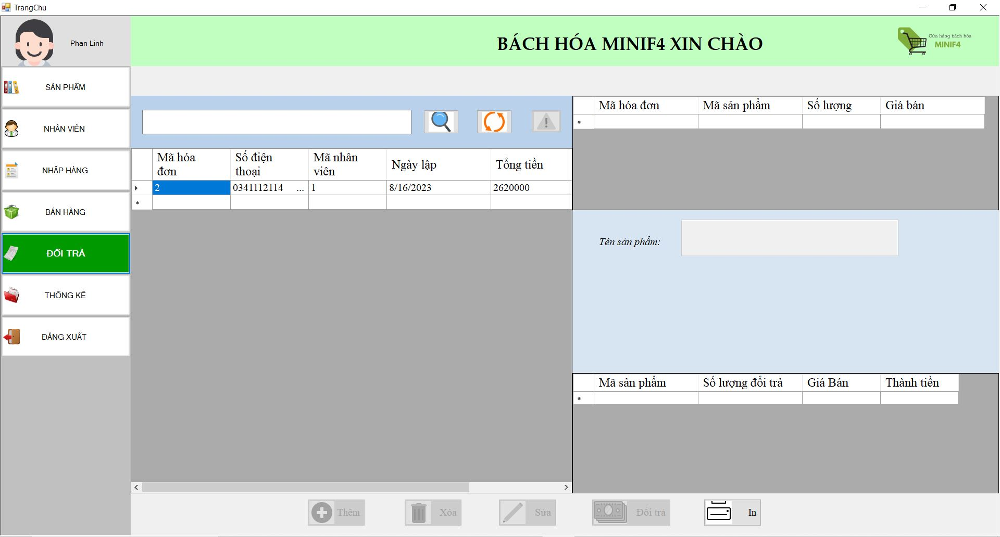 TrangChu
Phan Linh
BÁCH HÓA MINIF4 XIN CHÀO
Cửa hàng bách hóa
MINIF4
SẢN PHẨM
NHÂN VIÊN
NHẬP HÀNG
BÁN HÀNG
ĐỔI TRẢ
THỐNG KÊ
ĐĂNG XUẤT
Mã hóa đơn Số điện thoại Mã nhân viên Ngày lập Tổng tiền
2 0341112114 ... 1 8/16/2023 2620000
Mã hóa đơn Mã sản phẩm Số lượng Giá bán
Tên sản phẩm:
Mã sản phẩm Số lượng đổi trả Giá Bán Thành tiền
Thêm Xóa Sửa Đổi trả In